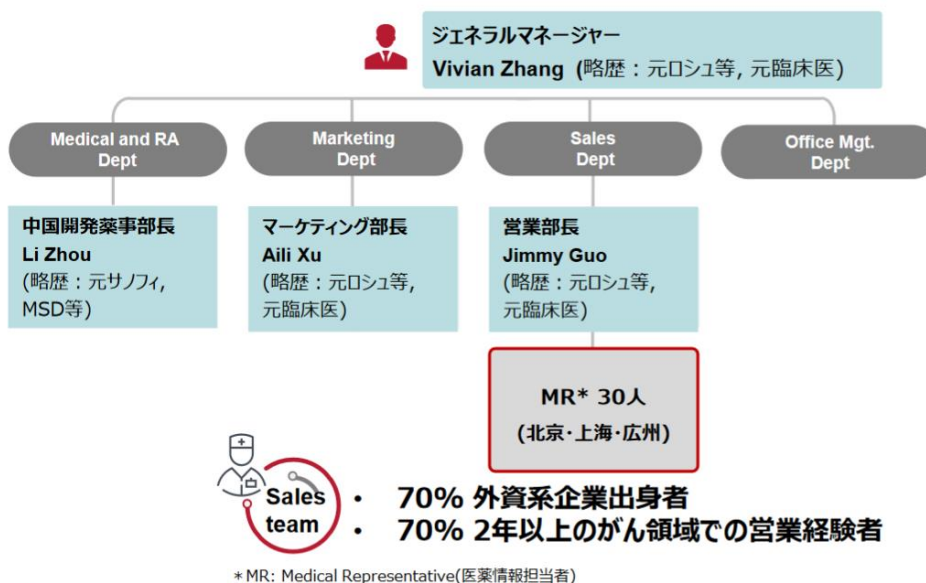 ジェネラルマネージャー
Vivian Zhang (略歴：元ロシュ等, 元臨床医)
Medical and RA
Dept
Marketing
Dept
Sales
Dept
Office Mgt.
Dept
中国開発薬事部長
Li Zhou
(略歴：元サノフィ,
MSD等)
マーケティング部長
Aili Xu
(略歴：元ロシュ等,
元臨床医)
営業部長
Jimmy Guo
(略歴：元ロシュ等,
元臨床医)
MR* 30人
(北京･上海･広州)
Sales
team
・ 70% 外資系企業出身者
・ 70% 2年以上のがん領域での営業経験者
*MR: Medical Representative(医薬情報担当者)